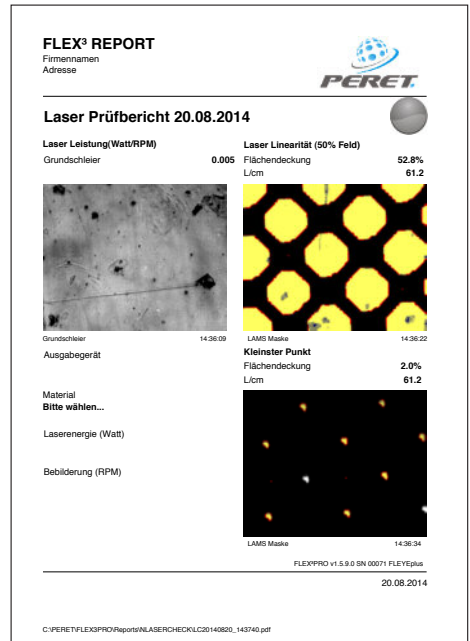 FLEX³ REPORT
Firmennamen
Adresse
PERET
Laser Prüfbericht 20.08.2014
Laser Leistung(Watt/RPM)
Grundschleier 0.005
Laser Linearität (50% Feld)
Flächendeckung 52.8%
L/cm 61.2
Grundschleier 14:36:09
LAMS Maske 14:36:22
Ausgabegerät
Material
Bitte wählen...
Laserenergie (Watt)
Bebilderung (RPM)
Kleinster Punkt
Flächendeckung 2.0%
L/cm 61.2
LAMS Maske 14:36:34
FLEX³PRO v1.5.9.0 SN 00071 FLEYEplus
20.08.2014
C:\PERET\FLEX3PRO\Reports\NLASERCHECK\LC20140820_143740.pdf